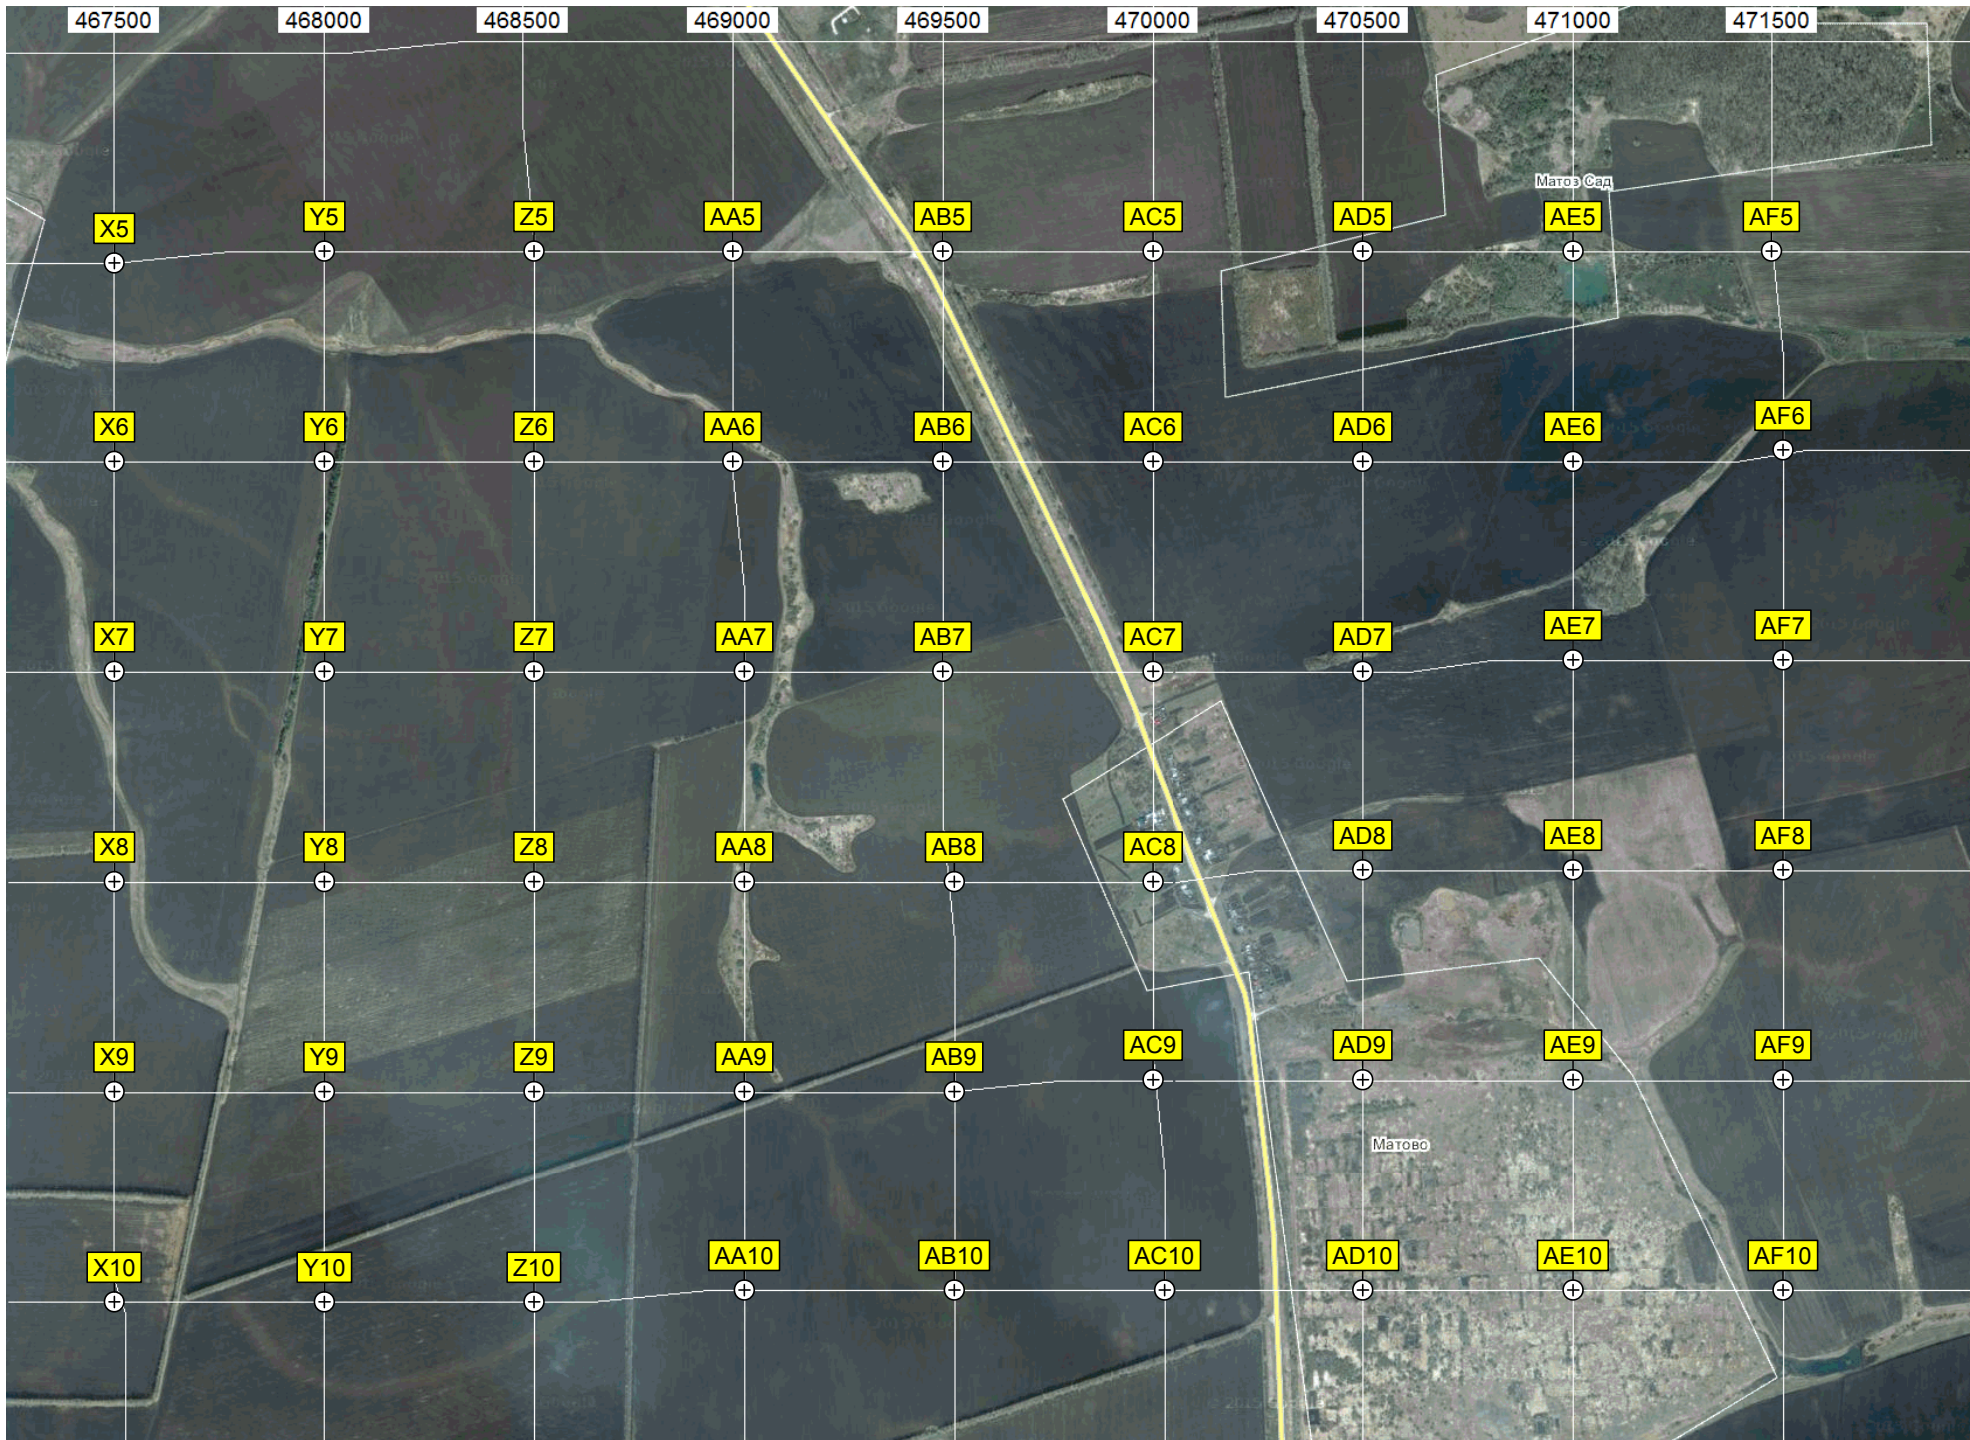 467500 468000 468500 469000 469500 470000 470500 471000 471500
Матоз Сад
X5 Y5 Z5 AA5 AB5 AC5 AD5 AE5 AF5
X6 Y6 Z6 AA6 AB6 AC6 AD6 AE6 AF6
X7 Y7 Z7 AA7 AB7 AC7 AD7 AE7 AF7
X8 Y8 Z8 AA8 AB8 AC8 AD8 AE8 AF8
X9 Y9 Z9 AA9 AB9 AC9 AD9 AE9 AF9
Матово
X10 Y10 Z10 AA10 AB10 AC10 AD10 AE10 AF10